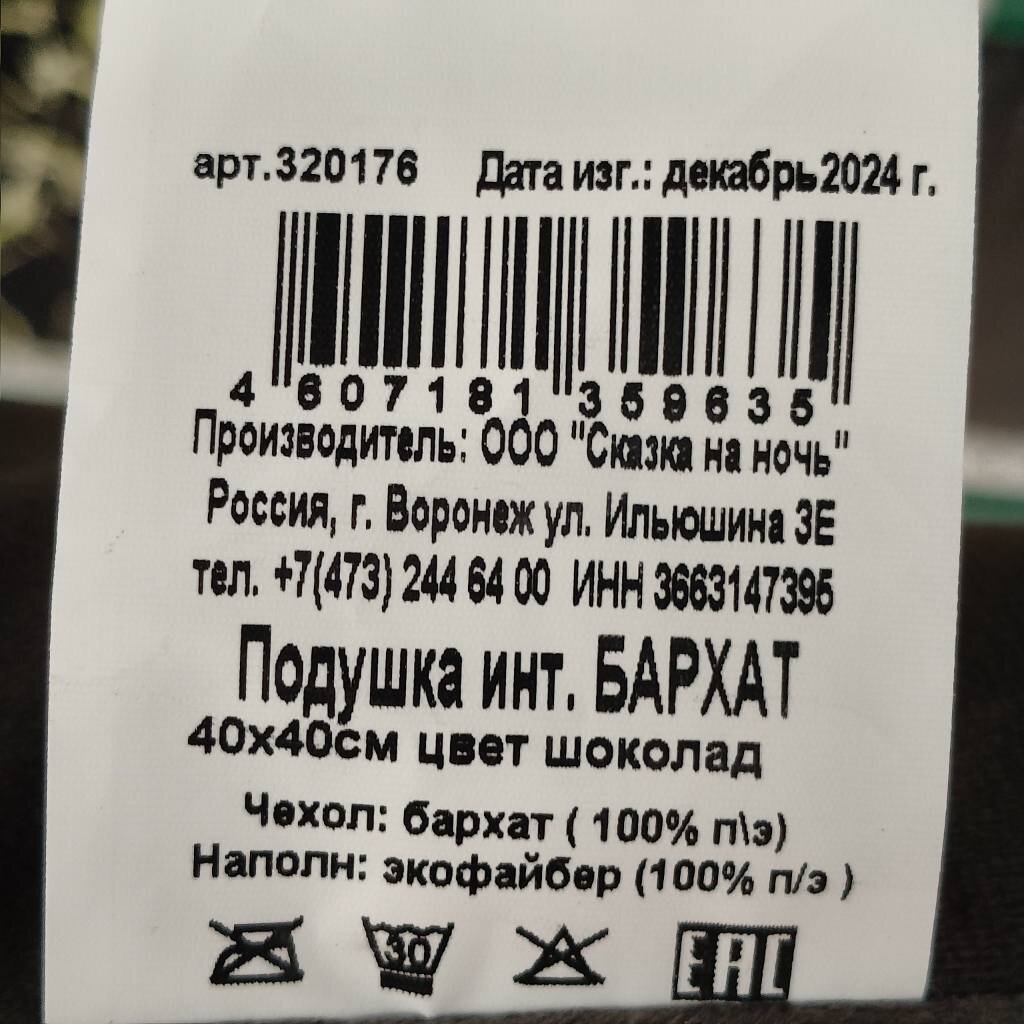 арт.320176 Дата изг.: декабрь2024 г.
4 607181 359635
Производитель: ООО "Сказка на ночь"
Россия, г. Воронеж ул. Ильюшина 3Е
тел. +7(473) 244 64 00 ИНН 3663147395
Подушка инт. БАРХАТ
40х40см цвет шоколад
Чехол: бархат ( 100% п\э)
Наполн: экофайбер (100% п/э )
30 EAC